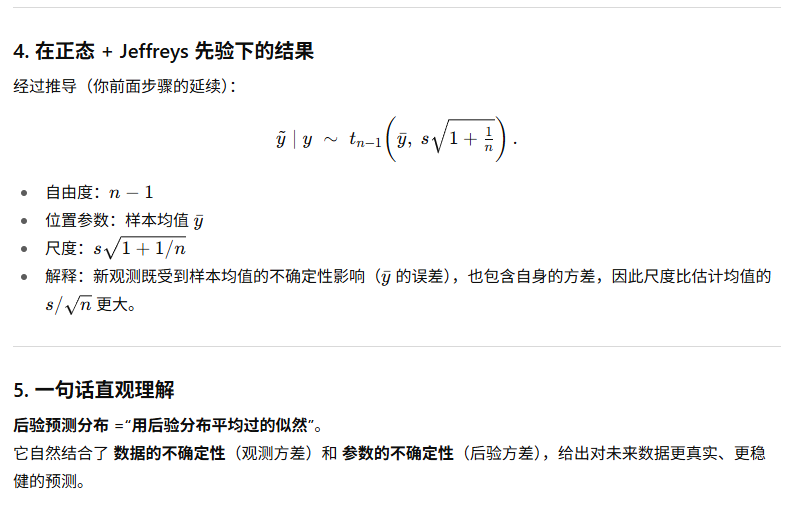 4. 在正态 + Jeffreys 先验下的结果
经过推导（你前面步骤的延续）：
ỹ | y ∼ tₙ₋₁(ȳ, s√(1 + 1/n)).
• 自由度：n − 1
• 位置参数：样本均值 ȳ
• 尺度：s√(1 + 1/n)
• 解释：新观测既受到样本均值的不确定性影响（ȳ 的误差），也包含自身的方差，因此尺度比估计均值的
s/√n 更大。
5. 一句话直观理解
后验预测分布 =“用后验分布平均过的似然”。
它自然结合了 数据的不确定性（观测方差）和 参数的不确定性（后验方差），给出对未来数据更真实、更稳
健的预测。